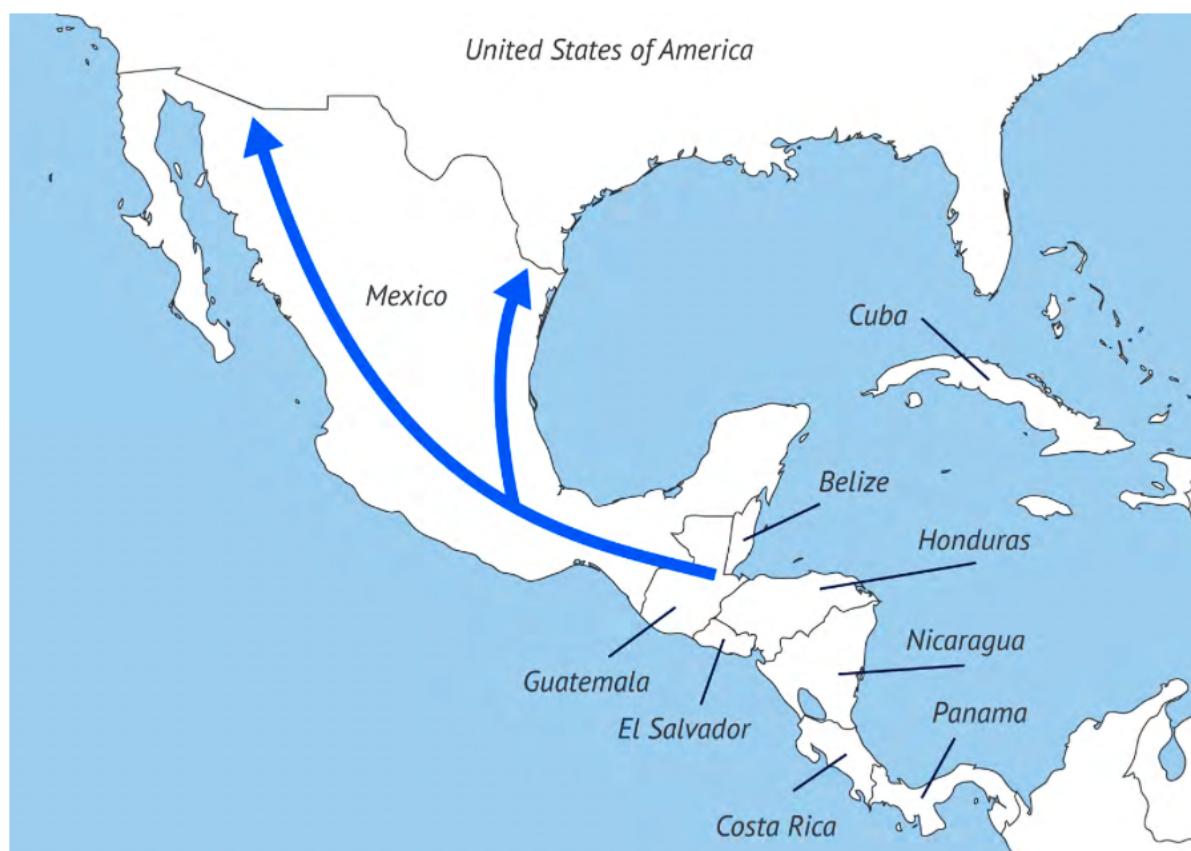 United States of America
Mexico
Cuba
Belize
Honduras
Nicaragua
Guatemala
Panama
El Salvador
Costa Rica